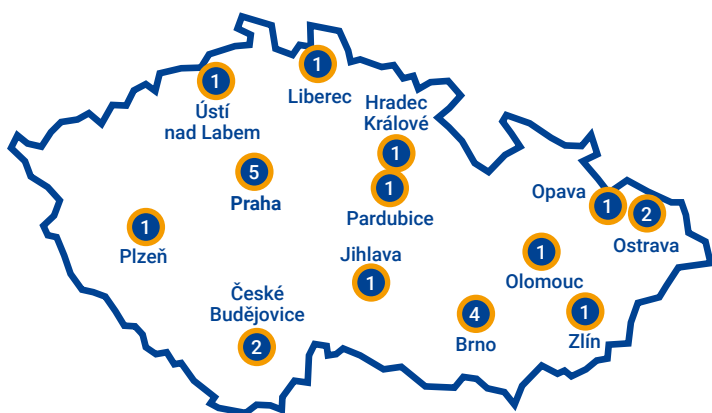 1
Liberec
1
Ústí
nad Labem
Hradec
Králové
1
5
Praha
1
Pardubice
Opava
1
2
Ostrava
1
Plzeň
Jihlava
1
1
Olomouc
České
Budějovice
2
4
Brno
1
Zlín